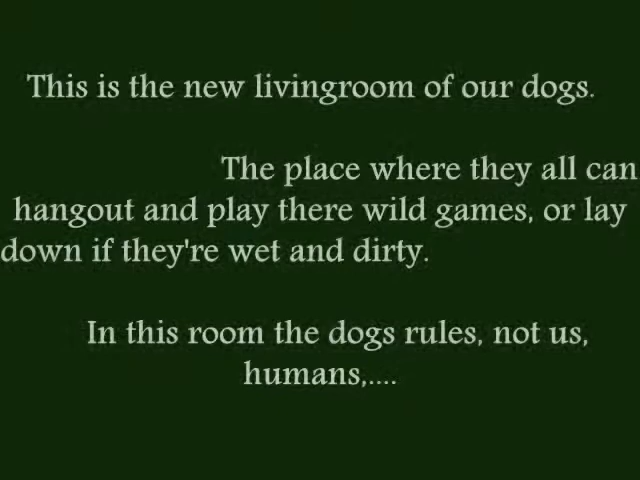 This is the new livingroom of our dogs.
The place where they all can
hangout and play there wild games, or lay
down if they're wet and dirty.
In this room the dogs rules, not us,
humans,....